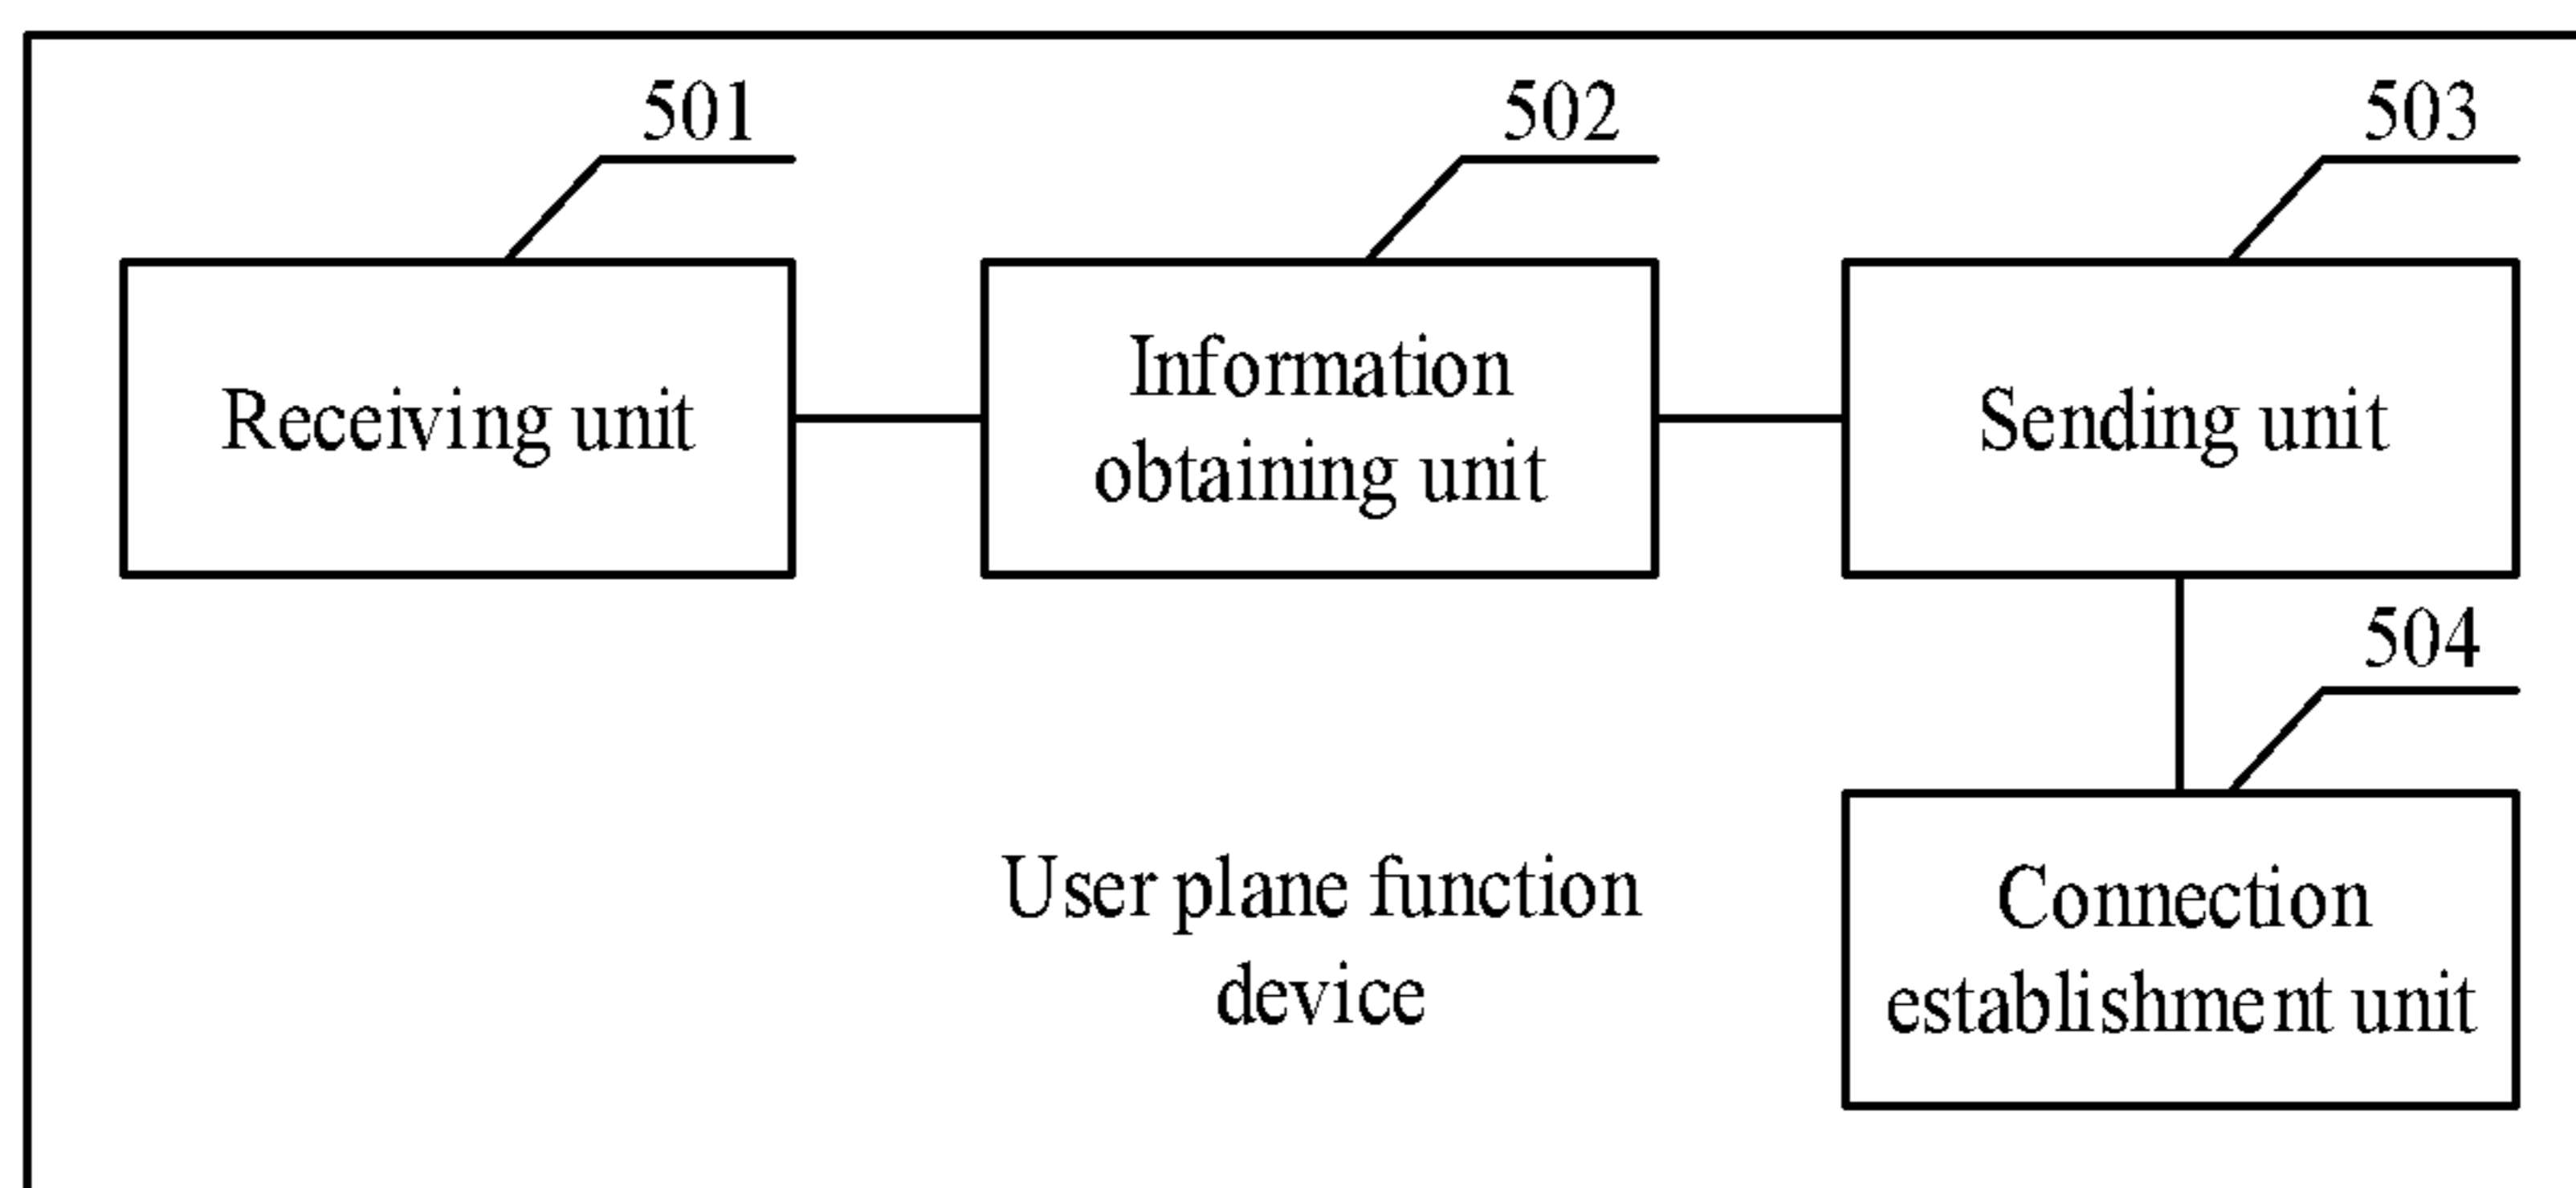 501
502
503
Receiving unit
Information
obtaining unit
Sending unit
504
User plane function
device
Connection
establishment unit